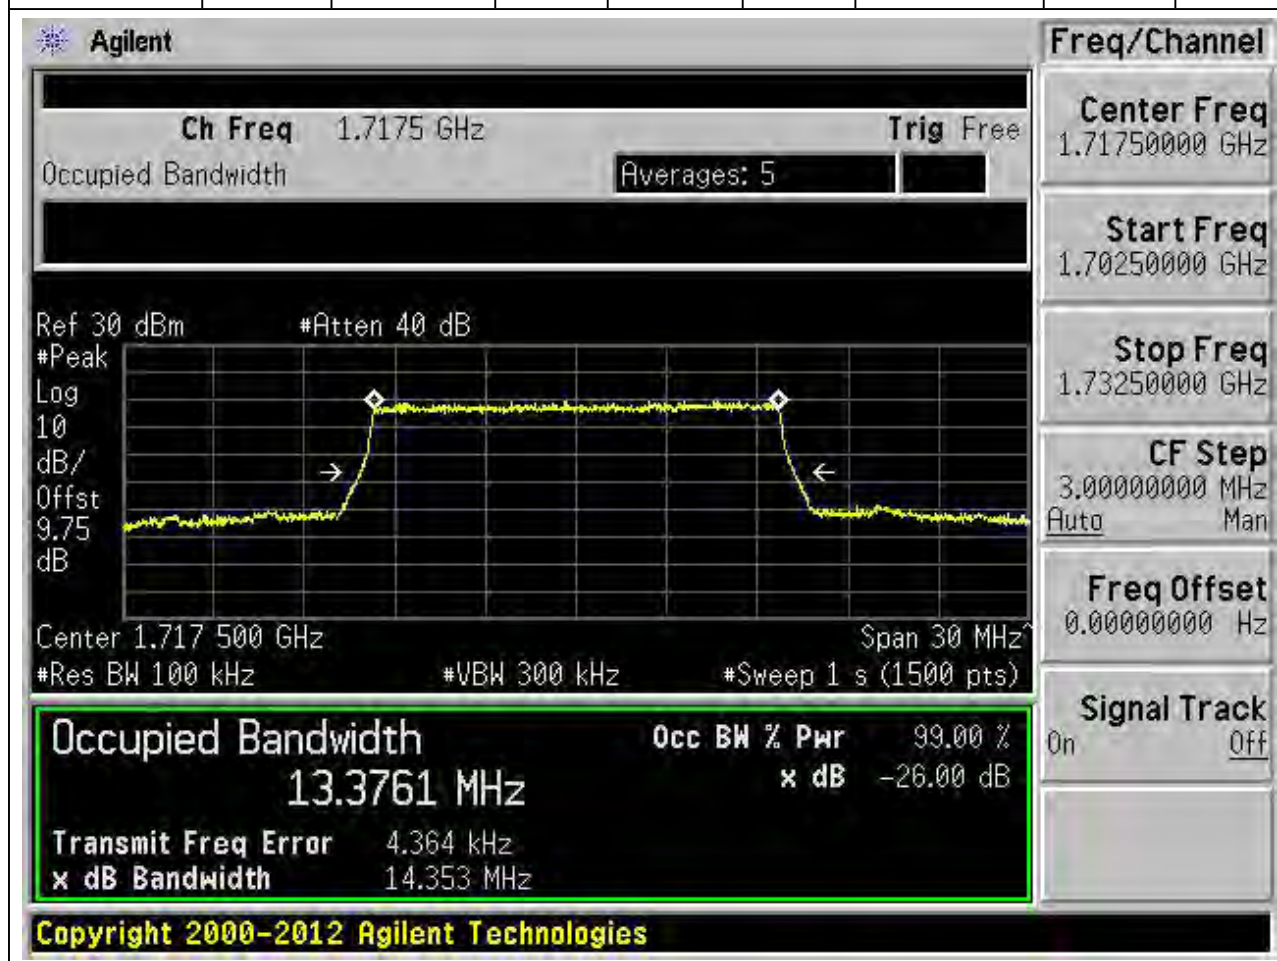 Agilent
Freq/Channel
Ch Freq 1.7175 GHz Trig Free
Occupied Bandwidth Averages: 5
Center Freq
1.71750000 GHz
Start Freq
1.70250000 GHz
Stop Freq
1.73250000 GHz
CF Step
3.00000000 MHz
Auto Man
Freq Offset
0.00000000 Hz
Signal Track
On Off
Ref 30 dBm #Atten 40 dB
#Peak
Log
10
dB/
Offst
9.75
dB
Center 1.717 500 GHz Span 30 MHz^
#Res BW 100 kHz #VBW 300 kHz #Sweep 1 s (1500 pts)
Occupied Bandwidth Occ BW % Pwr 99.00 %
13.3761 MHz x dB -26.00 dB
Transmit Freq Error 4.364 kHz
x dB Bandwidth 14.353 MHz
Copyright 2000-2012 Agilent Technologies